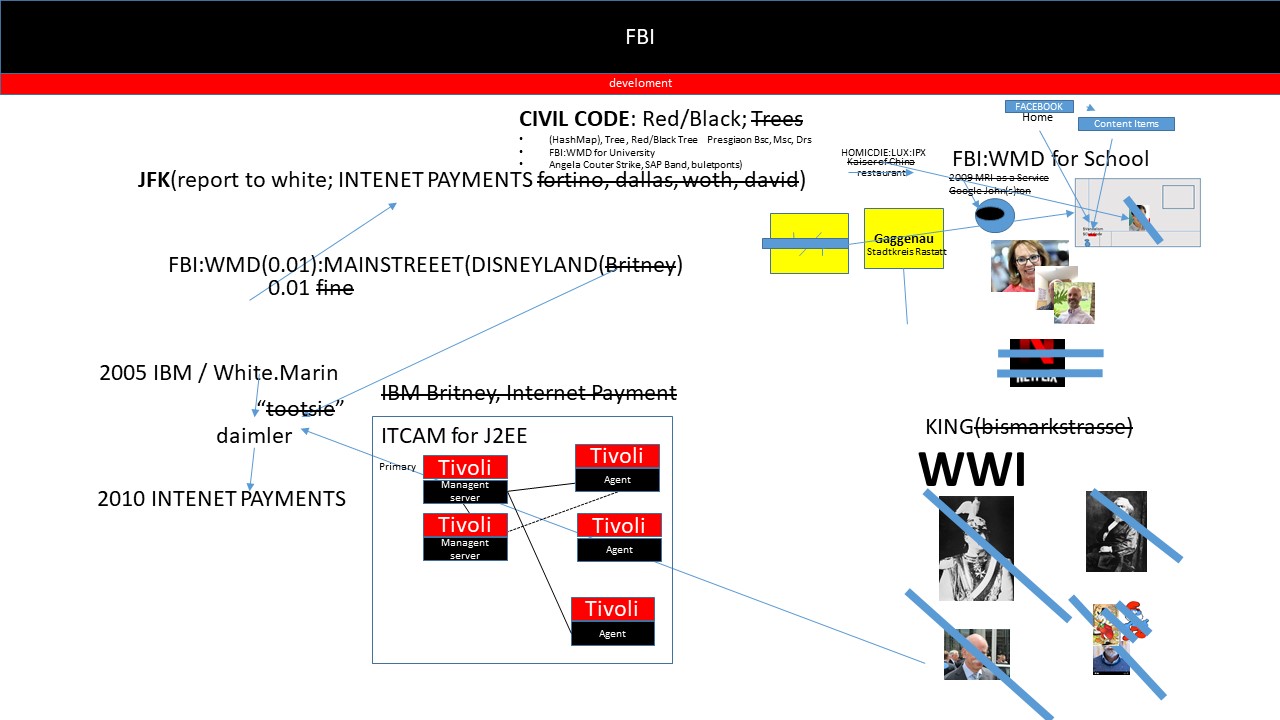 FBI
develoment
CIVIL CODE: Red/Black; Trees
• (HashMap), Tree, Red/Black Tree Presgiaon Bsc, Msc, Drs
• FBI:WMD for University
• Angela Couter Strike, SAP Band, buletponts)
JFK(report to white; INTENET PAYMENTS fortino, dallas, woth, david)
FBI:WMD(0.01):MAINSTREEET(DISNEYLAND(Britney)
0.01 fine
2005 IBM / White.Marin
“tootsie”
daimler
2010 INTENET PAYMENTS
IBM Britney, Internet Payment
ITCAM for J2EE
Primary
Tivoli
Managent
server
Tivoli
Managent
server
Tivoli
Agent
Tivoli
Agent
Tivoli
Agent
FACEBOOK
Home
Content Items
HOMICDIE:LUX:IPX
Kaiser of China
restaurant
FBI:WMD for School
2009 MRI as a Service
Google John(s)ton
Gaggenau
Stadtkreis Rastatt
NETFLIX
KING(bismarkstrasse)
WWI